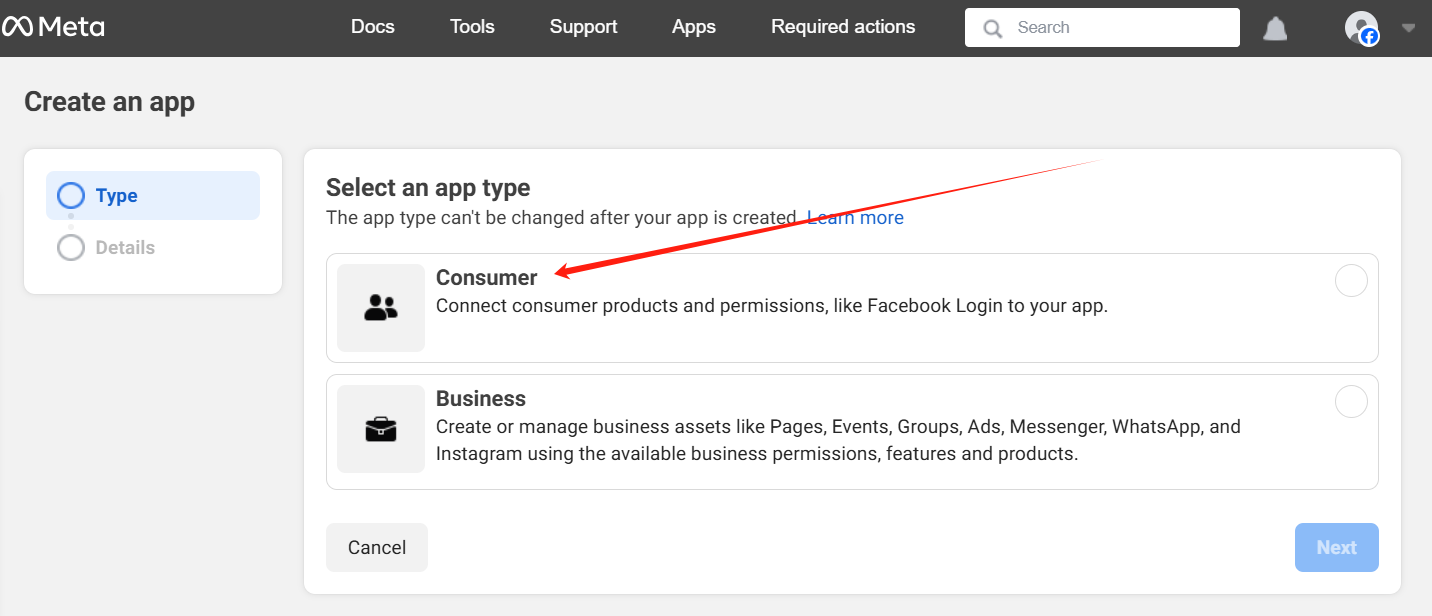 Meta
Docs
Tools
Support
Apps
Required actions
Search
Create an app
Type
Details
Select an app type
The app type can't be changed after your app is created. Learn more
Consumer
Connect consumer products and permissions, like Facebook Login to your app.
Business
Create or manage business assets like Pages, Events, Groups, Ads, Messenger, WhatsApp, and
Instagram using the available business permissions, features and products.
Cancel
Next